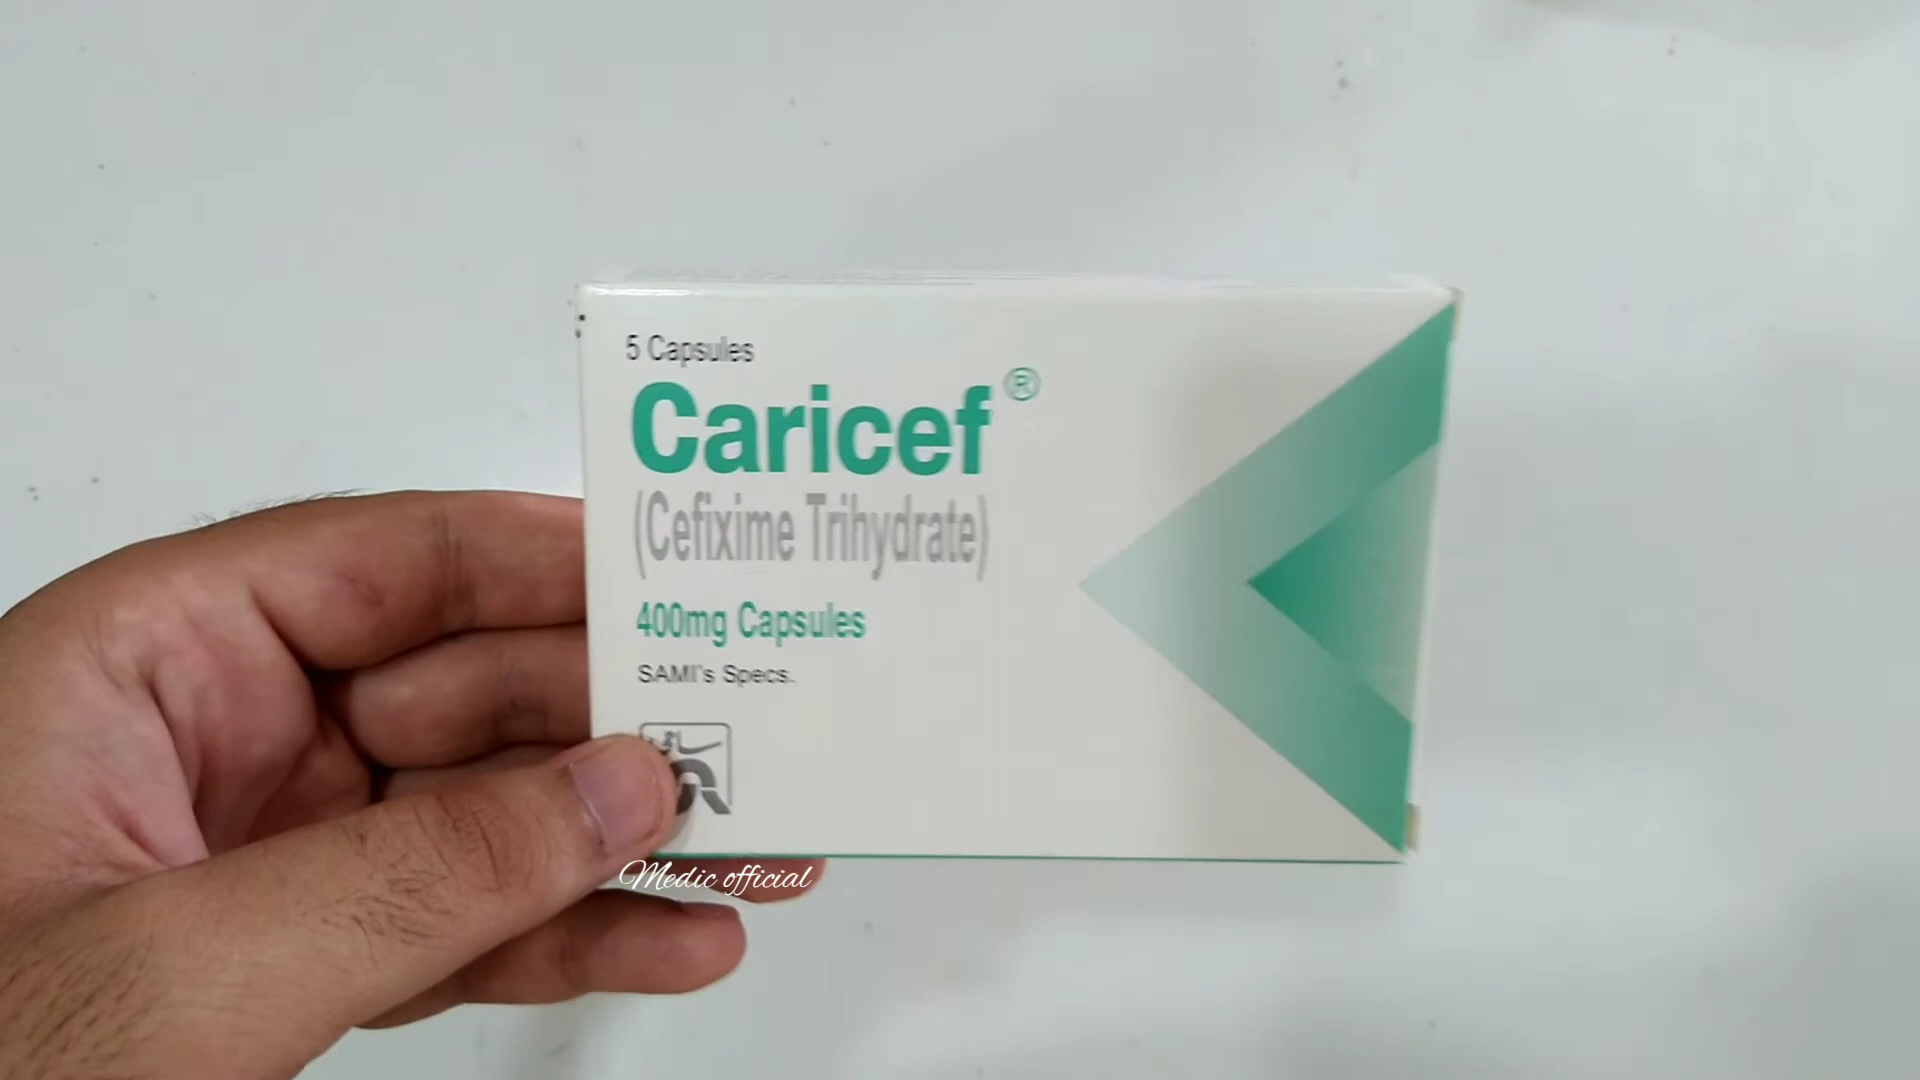 5 Capsules
Caricef®
(Cefixime Trihydrate)
400mg Capsules
SAMI's Specs.
Medic official